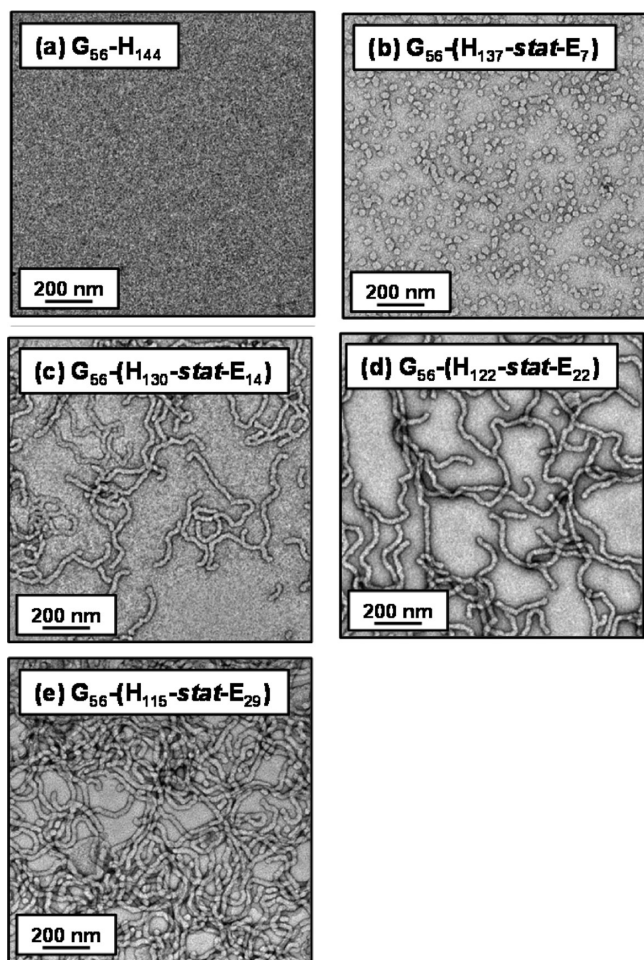 (a) G₅₆-H₁₄₄
200 nm
(b) G₅₆-(H₁₃₇-stat-E₇)
200 nm
(c) G₅₆-(H₁₃₀-stat-E₁₄)
200 nm
(d) G₅₆-(H₁₂₂-stat-E₂₂)
200 nm
(e) G₅₆-(H₁₁₅-stat-E₂₉)
200 nm